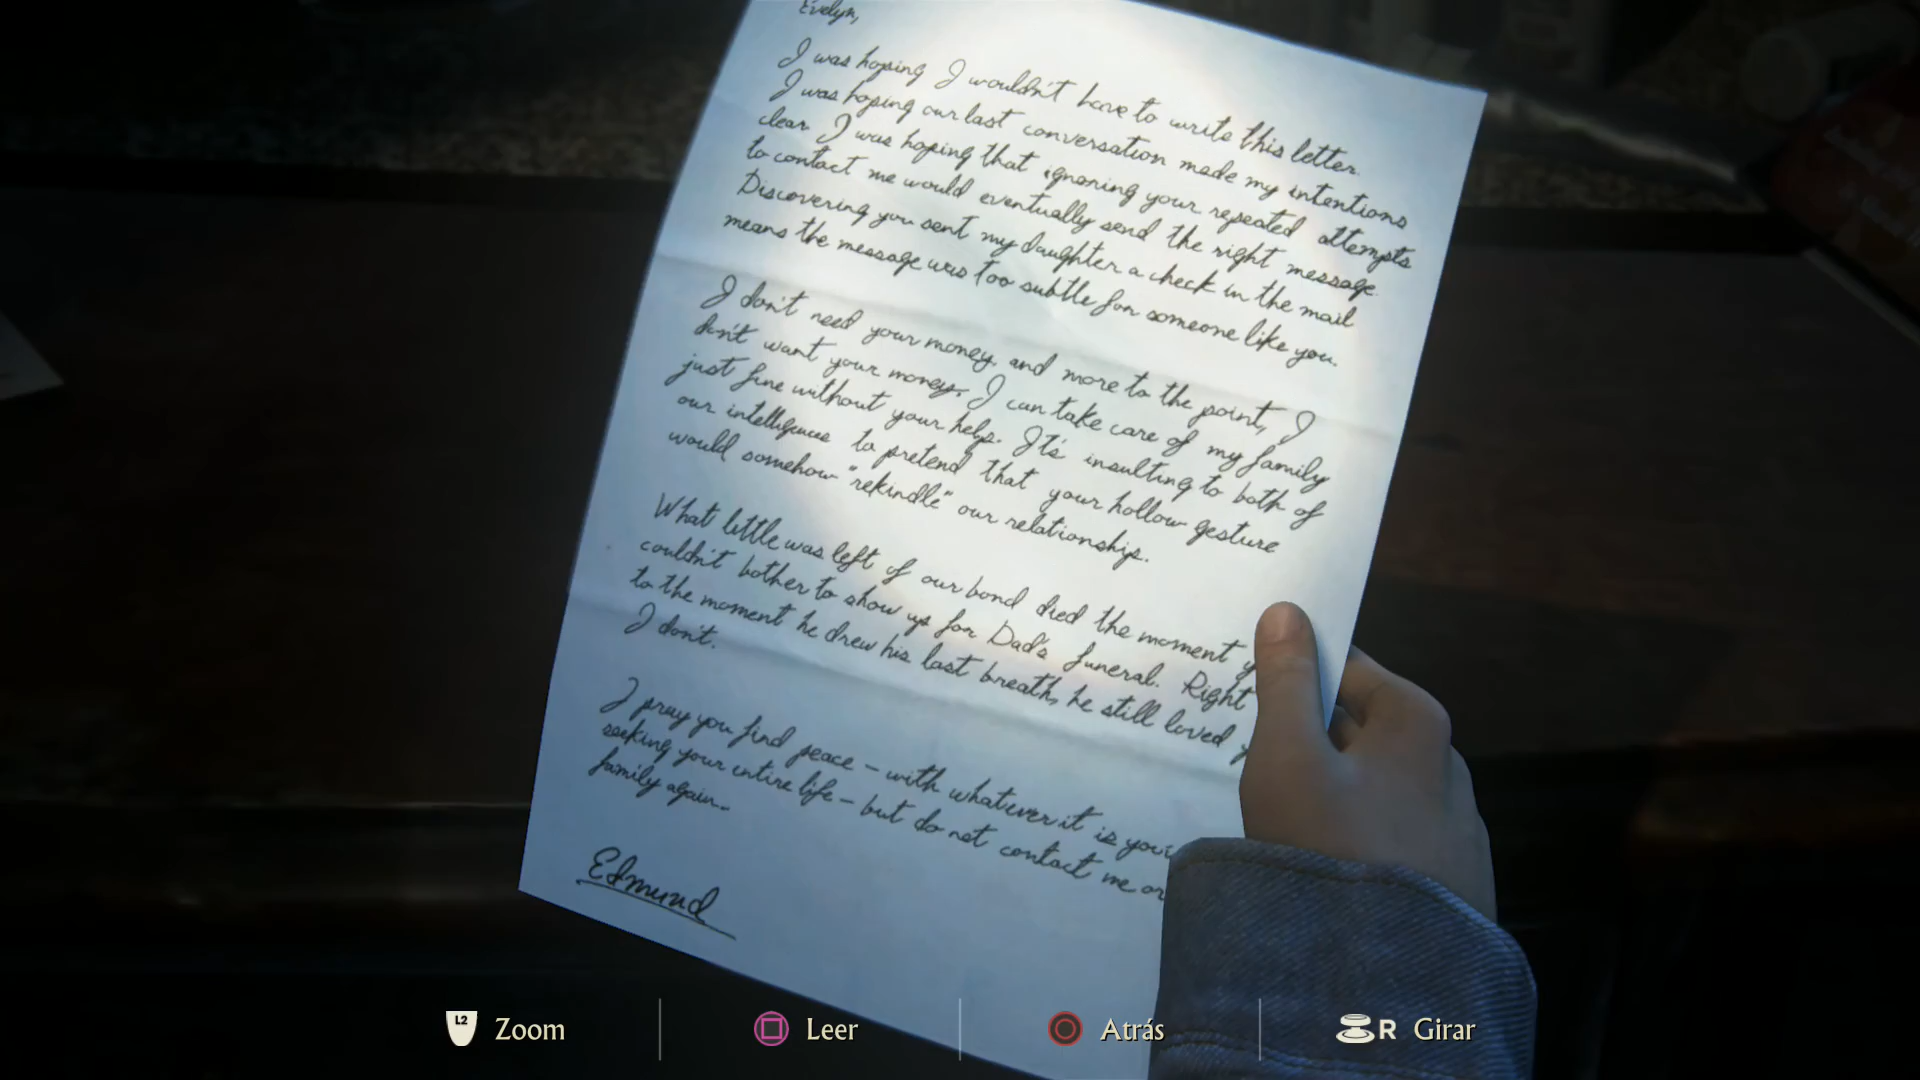 Evelyn,
I was hoping I wouldn't have to write this letter.
I was hoping our last conversation made my intentions
clear. I was hoping that ignoring your repeated attempts
to contact me would eventually send the right message.
Discovering you sent my daughter a check in the mail
means the message was too subtle for someone like you.
I don't need your money, and more to the point, I
don't want your money. I can take care of my family
just fine without your help. It's insulting to both of
our intelligences to pretend that your hollow gesture
would somehow "rekindle" our relationship.
What little was left of our bond died the moment
couldn't bother to show up for Dad's funeral. Right
to the moment he drew his last breath, he still loved
I don't.
I pray you find peace – with whatever it is
seeking your entire life – but do not contact me or
family again.
Edmund
L2 Zoom
Leer
Atrás
R Girar